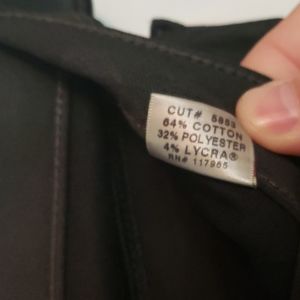 CUT# 5853
64% COTTON
32% POLYESTER
4% LYCRA®
RN# 117965